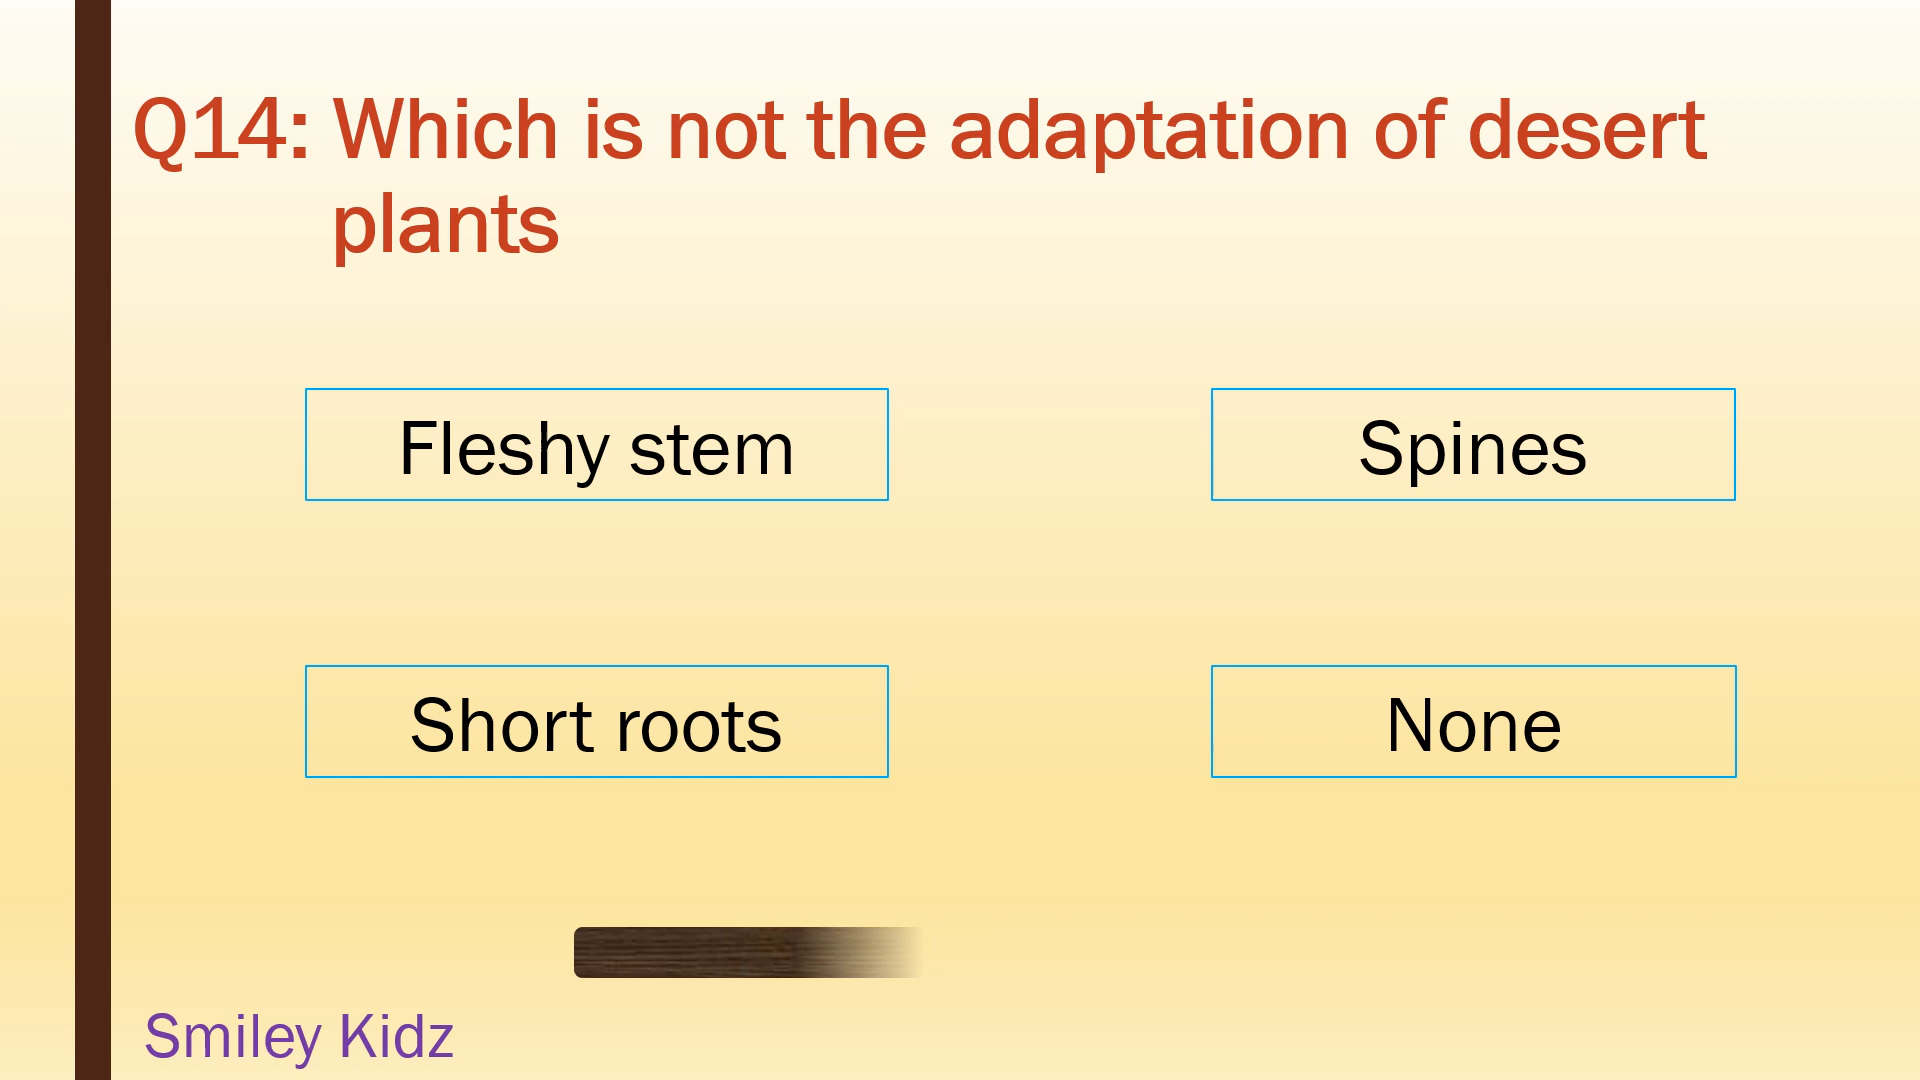 Q14: Which is not the adaptation of desert
plants
Fleshy stem
Spines
Short roots
None
Smiley Kidz